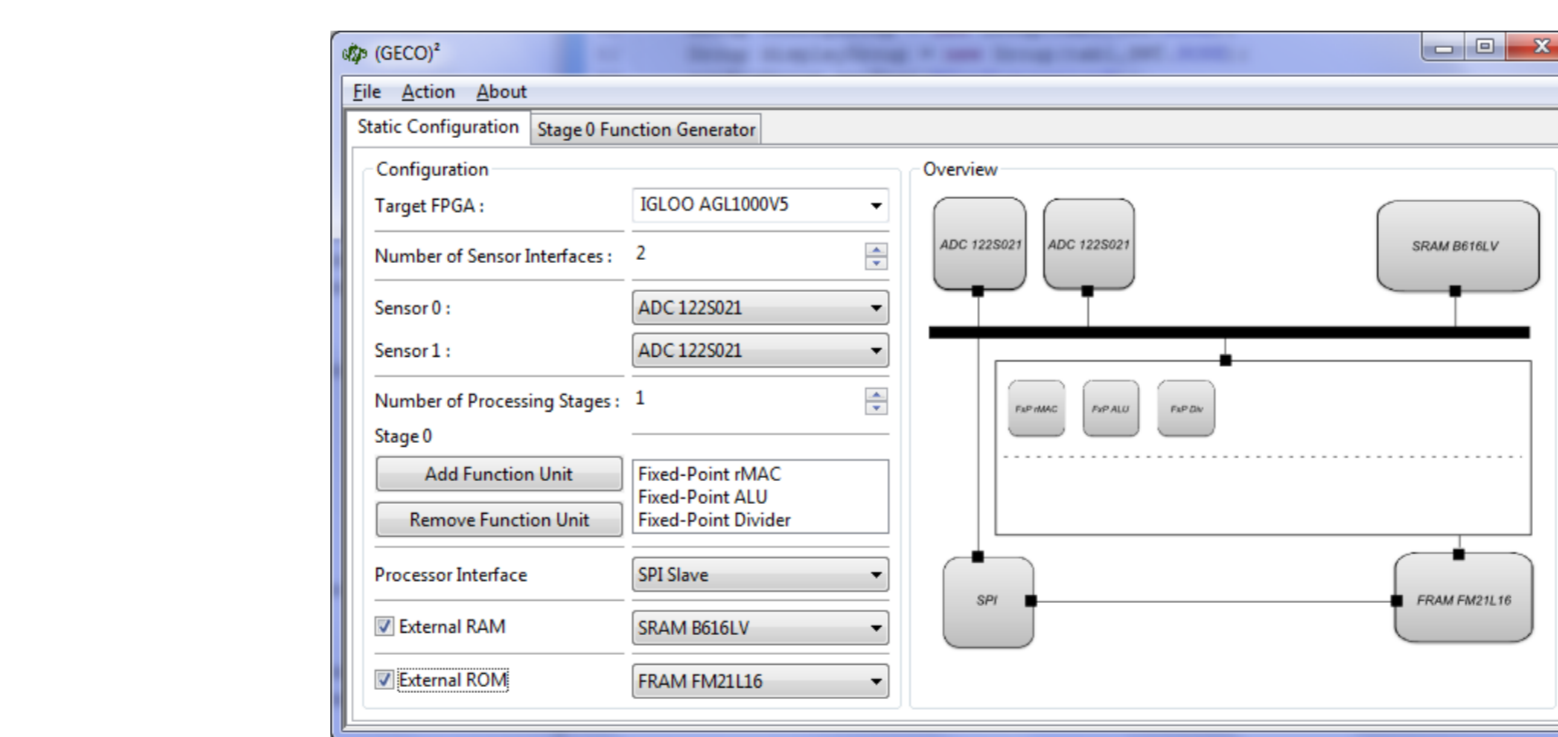 (GECO)²
File Action About
Static Configuration Stage 0 Function Generator
Configuration
Target FPGA : IGLOO AGL1000V5
Number of Sensor Interfaces : 2
Sensor 0 : ADC 122S021
Sensor 1 : ADC 122S021
Number of Processing Stages : 1
Stage 0
Add Function Unit
Remove Function Unit
Fixed-Point rMAC
Fixed-Point ALU
Fixed-Point Divider
Processor Interface SPI Slave
External RAM SRAM B616LV
External ROM FRAM FM21L16
Overview
ADC 122S021 ADC 122S021 SRAM B616LV
FxP rMAC FxP ALU FxP Div
SPI FRAM FM21L16